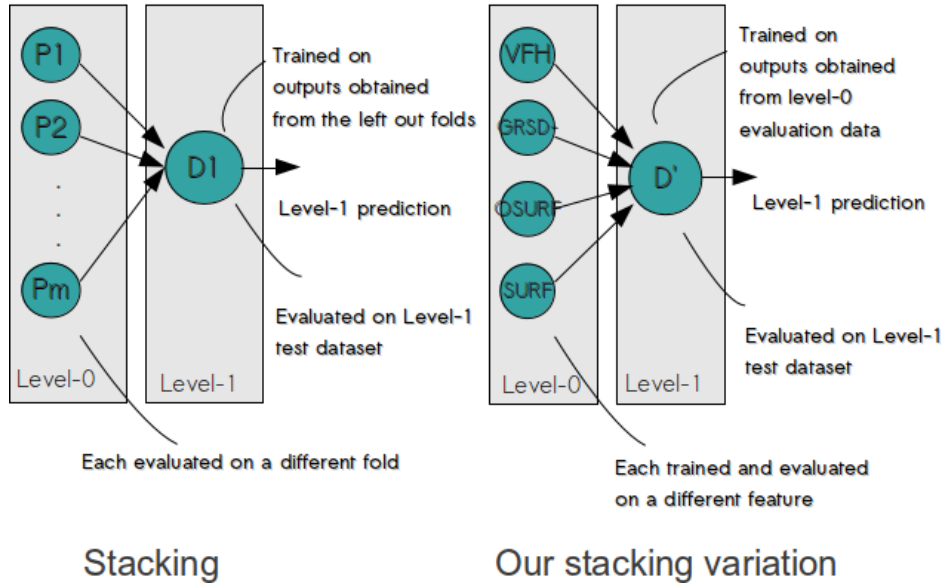 P1
P2
.
.
.
Pm
Level-0
D1
Level-1
Trained on
outputs obtained
from the left out folds
Level-1 prediction
Evaluated on Level-1
test dataset
Each evaluated on a different fold
Stacking
VFH
GRSD-
OSURF
SURF
Level-0
D'
Level-1
Trained on
outputs obtained
from level-0
evaluation data
Level-1 prediction
Evaluated on Level-1
test dataset
Each trained and evaluated
on a different feature
Our stacking variation